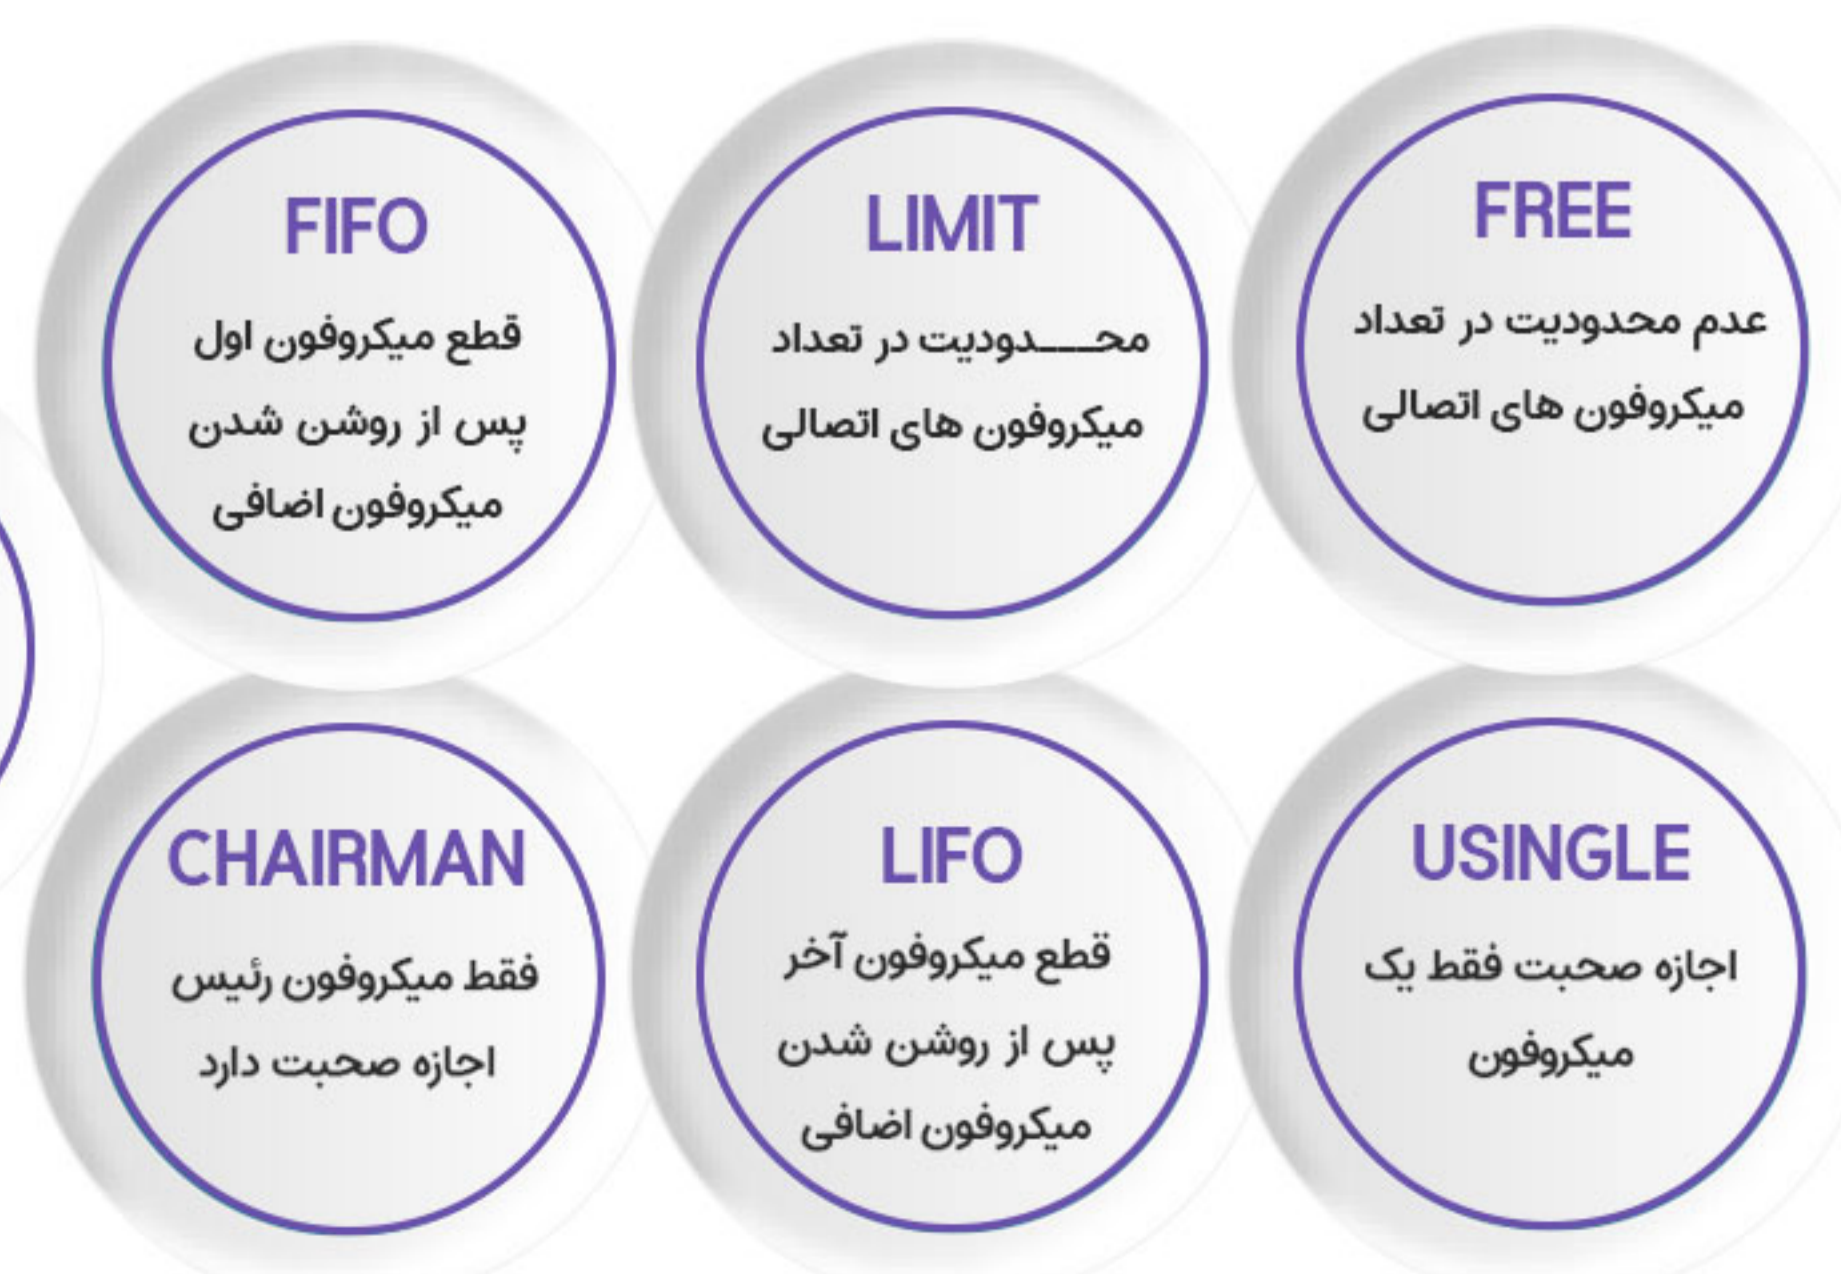 FREE
عدم محدودیت در تعداد
میکروفون های اتصالی
LIMIT
محـــدودیت در تعداد
میکروفون های اتصالی
FIFO
قطع میکروفون اول
پس از روشن شدن
میکروفون اضافی
USINGLE
اجازه صحبت فقط یک
میکروفون
LIFO
قطع میکروفون آخر
پس از روشن شدن
میکروفون اضافی
CHAIRMAN
فقط میکروفون رئیس
اجازه صحبت دارد